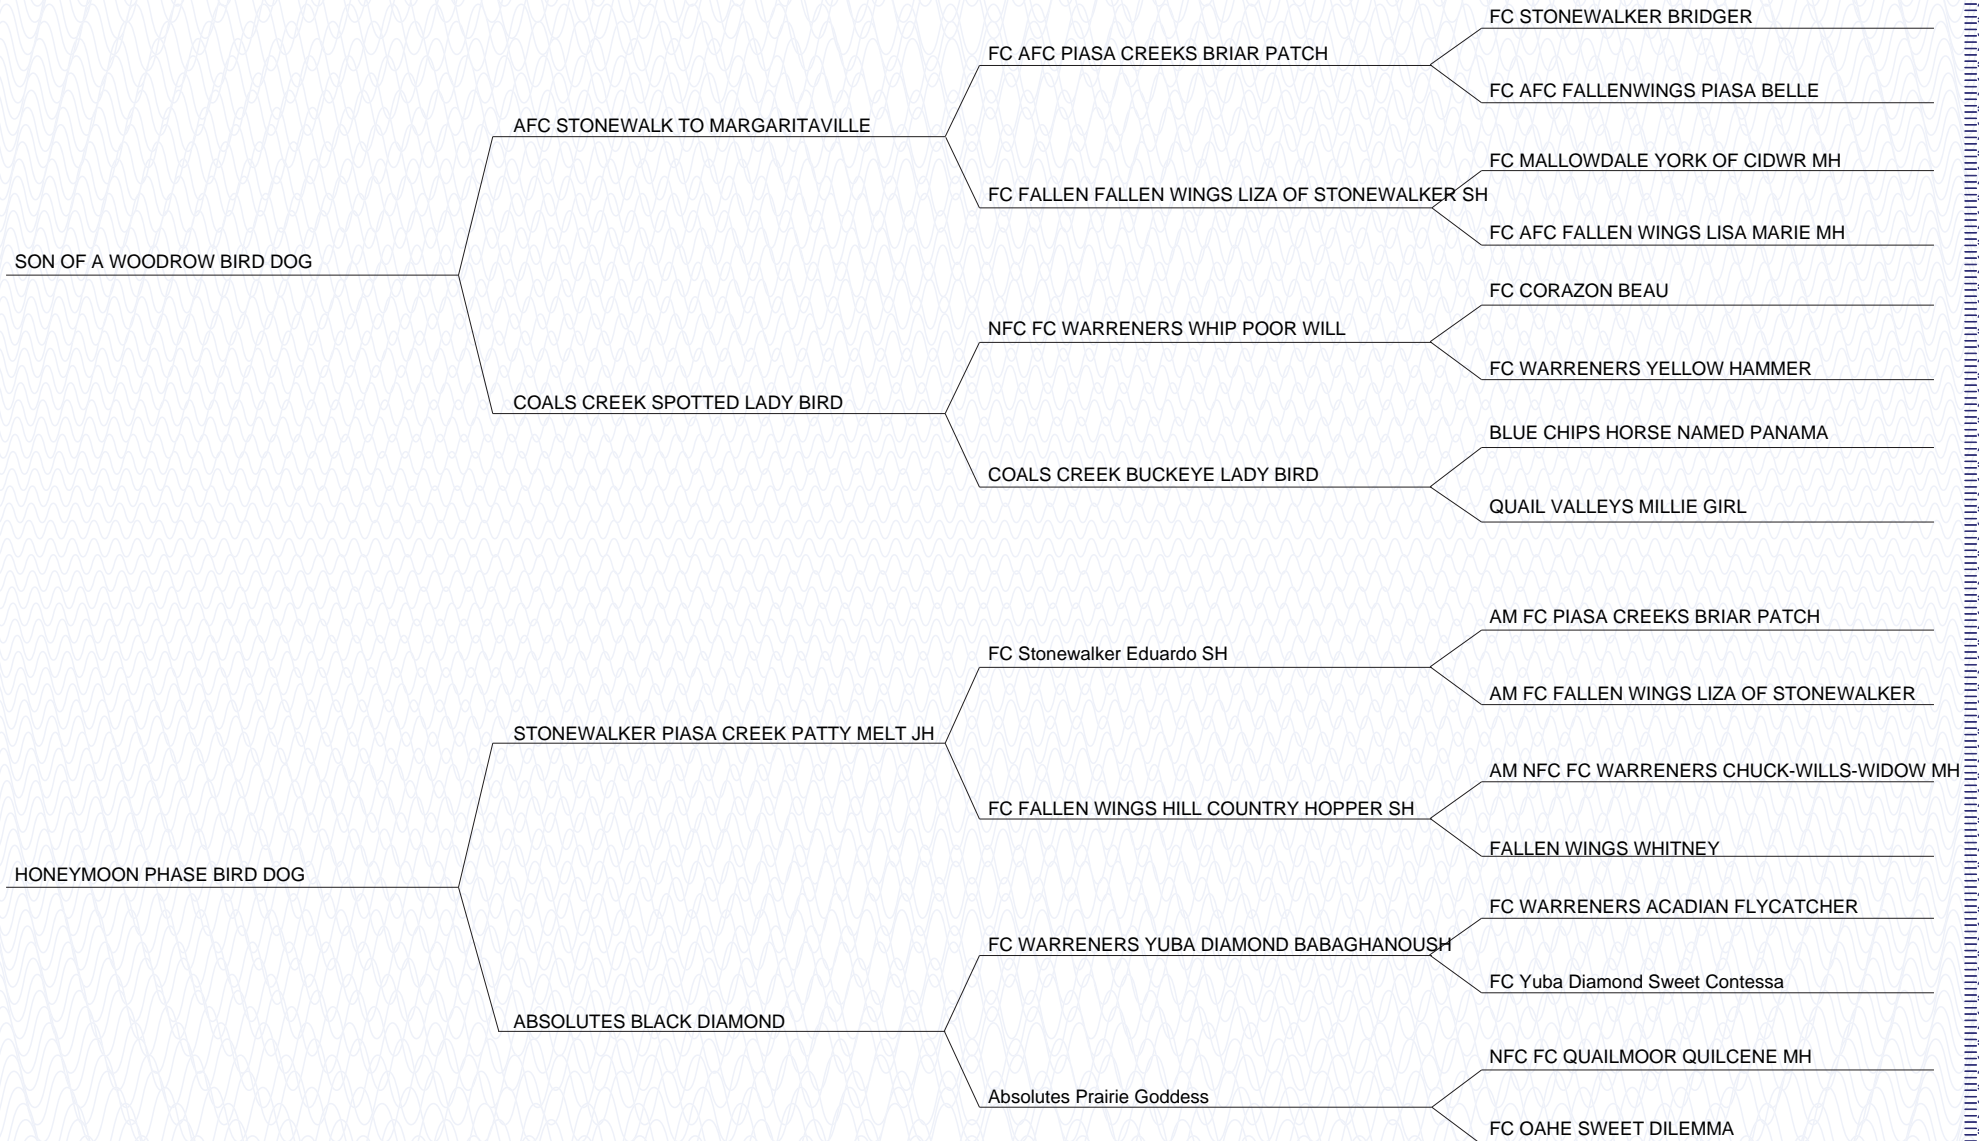 FC STONEWALKER BRIDGER
FC AFC PIASA CREEKS BRIAR PATCH
FC AFC FALLENWINGS PIASA BELLE
AFC STONEWALK TO MARGARITAVILLE
FC MALLOWDALE YORK OF CIDWR MH
FC FALLEN FALLEN WINGS LIZA OF STONEWALKER SH
FC AFC FALLEN WINGS LISA MARIE MH
SON OF A WOODROW BIRD DOG
FC CORAZON BEAU
NFC FC WARRENERS WHIP POOR WILL
FC WARRENERS YELLOW HAMMER
COALS CREEK SPOTTED LADY BIRD
BLUE CHIPS HORSE NAMED PANAMA
COALS CREEK BUCKEYE LADY BIRD
QUAIL VALLEYS MILLIE GIRL
AM FC PIASA CREEKS BRIAR PATCH
FC Stonewalker Eduardo SH
AM FC FALLEN WINGS LIZA OF STONEWALKER
STONEWALKER PIASA CREEK PATTY MELT JH
AM NFC FC WARRENERS CHUCK-WILLS-WIDOW MH
FC FALLEN WINGS HILL COUNTRY HOPPER SH
FALLEN WINGS WHITNEY
HONEYMOON PHASE BIRD DOG
FC WARRENERS ACADIAN FLYCATCHER
FC WARRENERS YUBA DIAMOND BABAGHANOUSH
FC Yuba Diamond Sweet Contessa
ABSOLUTES BLACK DIAMOND
NFC FC QUAILMOOR QUILCENE MH
Absolutes Prairie Goddess
FC OAHE SWEET DILEMMA